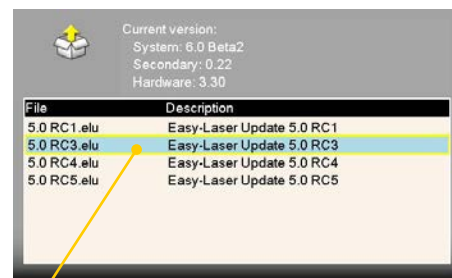 Current version:
System: 6.0 Beta2
Secondary: 0.22
Hardware: 3.30
File Description
5.0 RC1.elu Easy-Laser Update 5.0 RC1
5.0 RC3.elu Easy-Laser Update 5.0 RC3
5.0 RC4.elu Easy-Laser Update 5.0 RC4
5.0 RC5.elu Easy-Laser Update 5.0 RC5